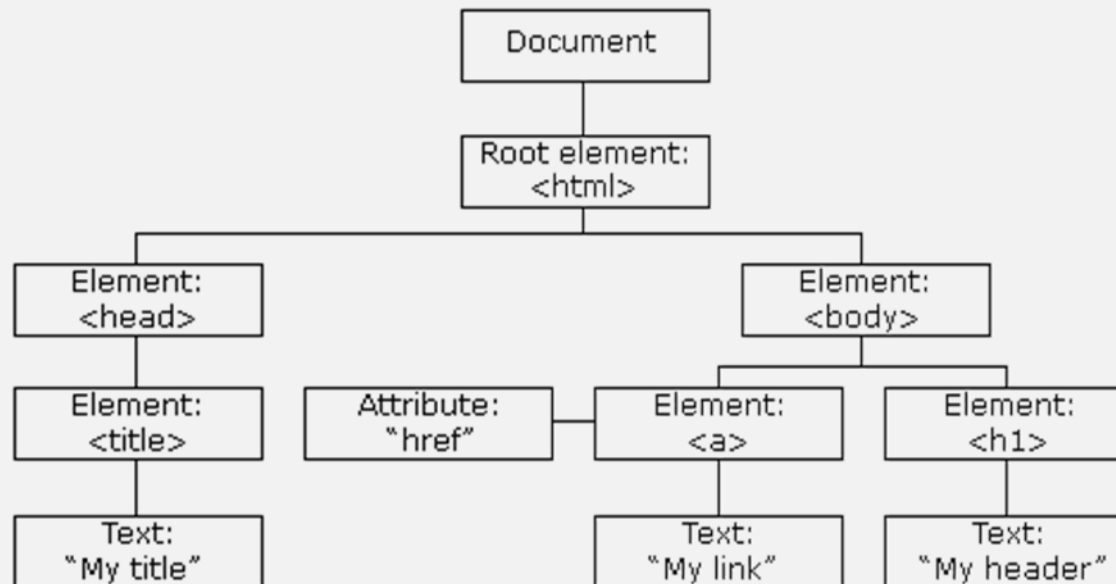 Document
Root element:
<html>
Element:
<head>
Element:
<body>
Element:
<title>
Attribute:
“href”
Element:
<a>
Element:
<h1>
Text:
“My title”
Text:
“My link”
Text:
“My header”